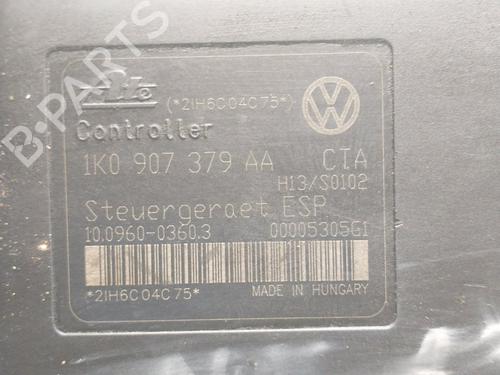 B-PARTS
Ate (*2IH6C04C75*)
Controller
1K0 907 379 AA CTA
H13/S0102
Steuergeraet ESP
10.0960-0360.3 00005305G1
*2IH6C04C75*
MADE IN HUNGARY